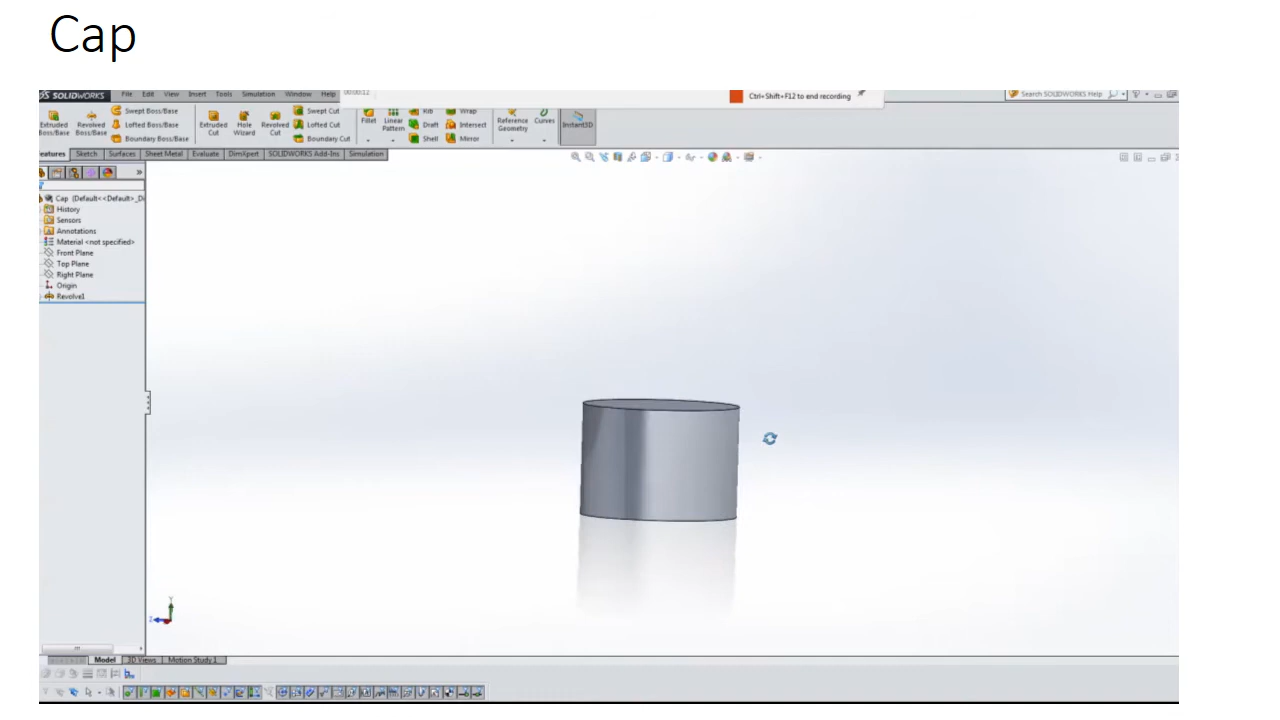 Cap
SOLIDWORKS File Edit View Insert Tools Simulation Window Help 00:00:12 Ctrl+Shift+F12 to end recording Search SOLIDWORKS Help
Swept Boss/Base Swept Cut Rib Wrap
Extruded Revolved Lofted Boss/Base Extruded Hole Revolved Lofted Cut Fillet Linear Draft Intersect Reference Curves Instant3D
Boss/Base Boss/Base Boundary Boss/Base Cut Wizard Cut Boundary Cut Pattern Shell Mirror Geometry
eatures Sketch Surfaces Sheet Metal Evaluate DimXpert SOLIDWORKS Add-Ins Simulation
»
Cap (Default<<Default>_Di
History
Sensors
Annotations
Material <not specified>
Front Plane
Top Plane
Right Plane
Origin
Revolve1
Y
Z
Model 3D Views Motion Study 1